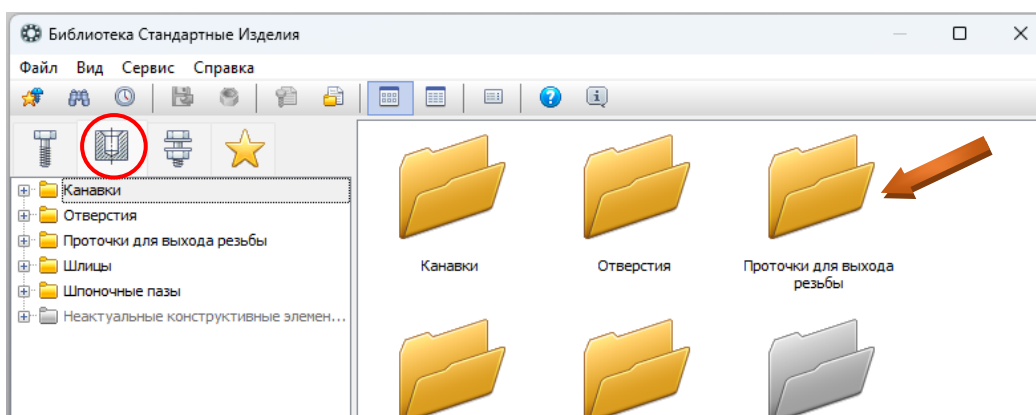 Библиотека Стандартные Изделия
Файл Вид Сервис Справка
Канавки
Отверстия
Проточки для выхода резьбы
Шлицы
Шпоночные пазы
Неактуальные конструктивные элемен...
Канавки
Отверстия
Проточки для выхода
резьбы